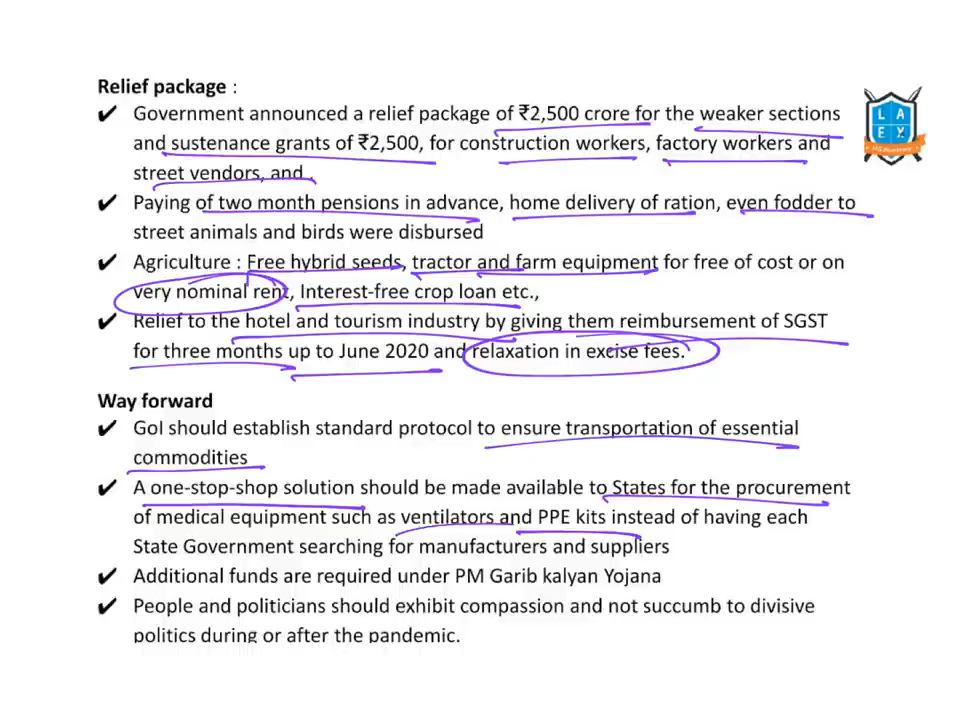 Relief package :
✔ Government announced a relief package of ₹2,500 crore for the weaker sections
and sustenance grants of ₹2,500, for construction workers, factory workers and
street vendors, and .
✔ Paying of two month pensions in advance, home delivery of ration, even fodder to
street animals and birds were disbursed
✔ Agriculture : Free hybrid seeds, tractor and farm equipment for free of cost or on
very nominal rent, Interest-free crop loan etc.,
✔ Relief to the hotel and tourism industry by giving them reimbursement of SGST
for three months up to June 2020 and relaxation in excise fees.
Way forward
✔ GoI should establish standard protocol to ensure transportation of essential
commodities
✔ A one-stop-shop solution should be made available to States for the procurement
of medical equipment such as ventilators and PPE kits instead of having each
State Government searching for manufacturers and suppliers
✔ Additional funds are required under PM Garib kalyan Yojana
✔ People and politicians should exhibit compassion and not succumb to divisive
politics during or after the pandemic.
L A
E X